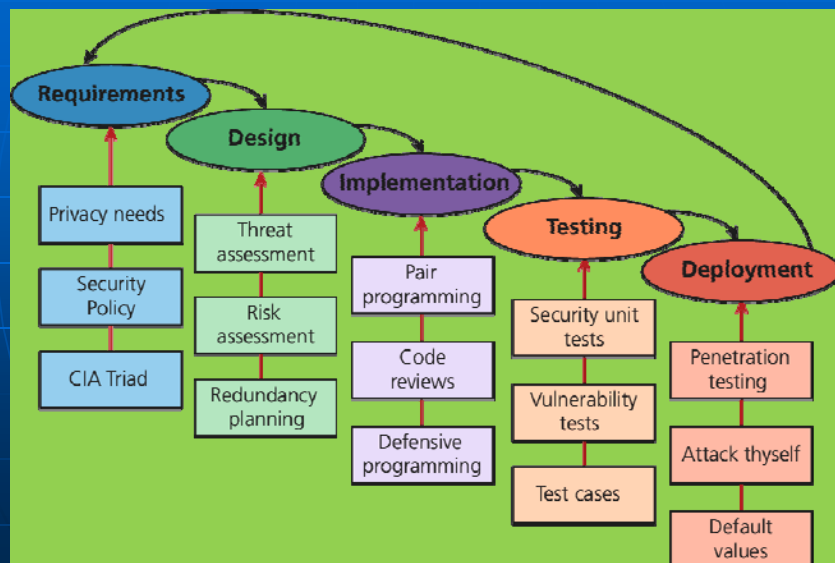 Requirements
Design
Implementation
Testing
Deployment
Privacy needs
Security
Policy
CIA Triad
Threat
assessment
Risk
assessment
Redundancy
planning
Pair
programming
Code
reviews
Defensive
programming
Security unit
tests
Vulnerability
tests
Test cases
Penetration
testing
Attack thyself
Default
values